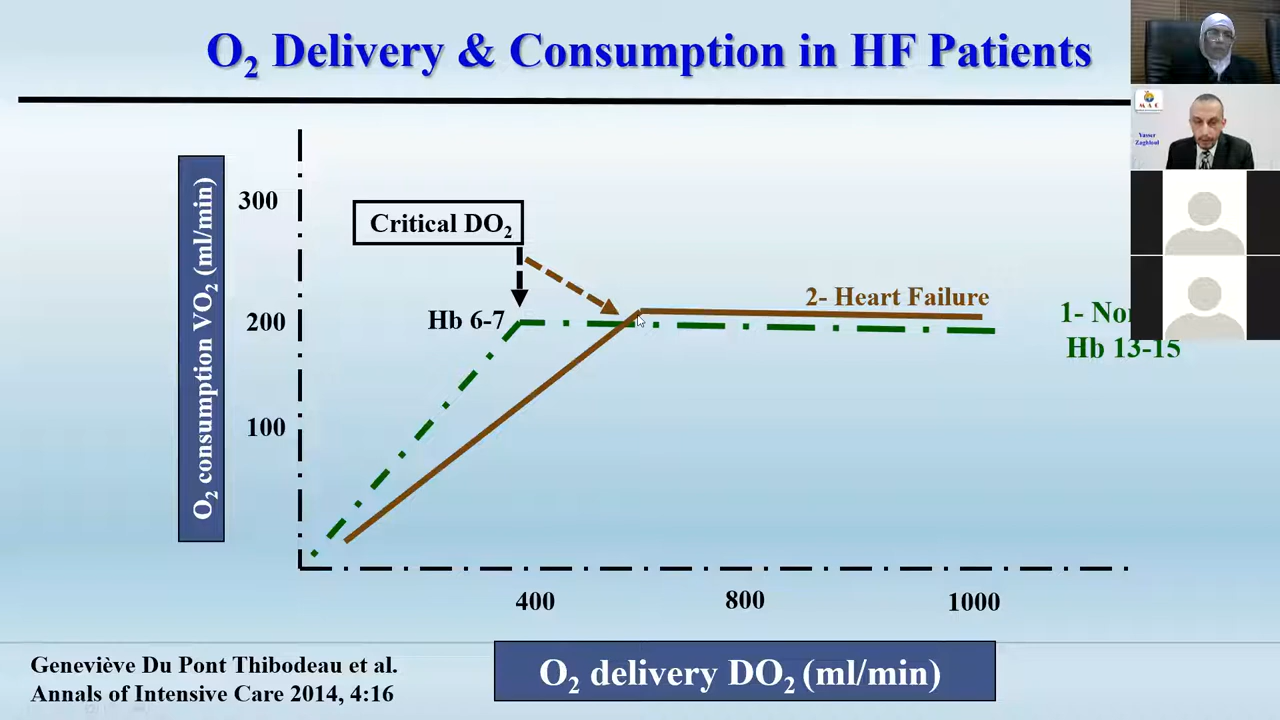 O2 Delivery & Consumption in HF Patients
M A C
Yasser
Zaghloul
O2 consumption VO2 (ml/min)
300
200
100
Critical DO2
Hb 6-7
2- Heart Failure
1- No
Hb 13-15
400
800
1000
O2 delivery DO2 (ml/min)
Geneviève Du Pont Thibodeau et al.
Annals of Intensive Care 2014, 4:16